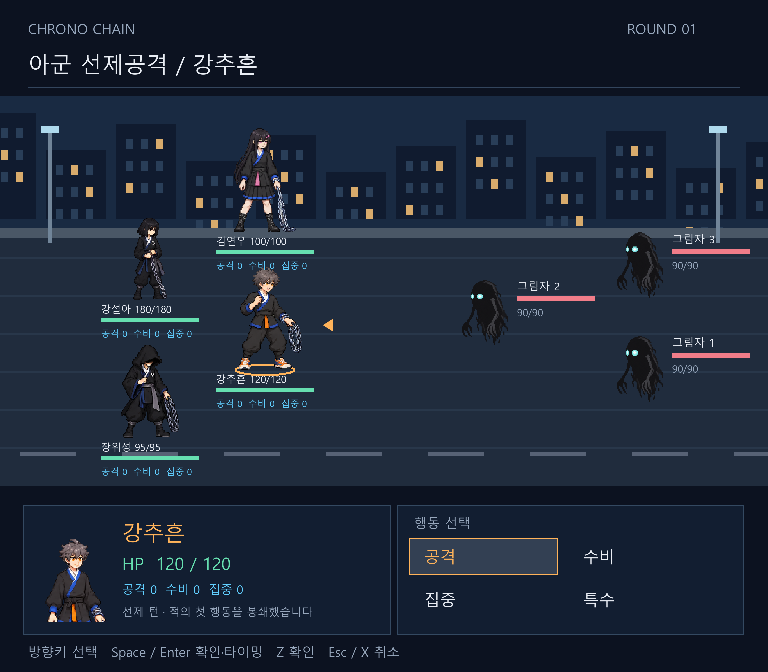 CHRONO CHAIN
ROUND 01
아군 선제공격 / 강추흔
김연우 100/100
공격 0 수비 0 집중 0
강설아 180/180
공격 0 수비 0 집중 0
강추흔 120/120
공격 0 수비 0 집중 0
장위성 95/95
공격 0 수비 0 집중 0
그림자 3
90/90
그림자 2
90/90
그림자 1
90/90
강추흔
HP 120 / 120
공격 0 수비 0 집중 0
선제 턴 · 적의 첫 행동을 봉쇄했습니다
행동 선택
공격
수비
집중
특수
방향키 선택 Space / Enter 확인·타이밍 Z 확인 Esc / X 취소